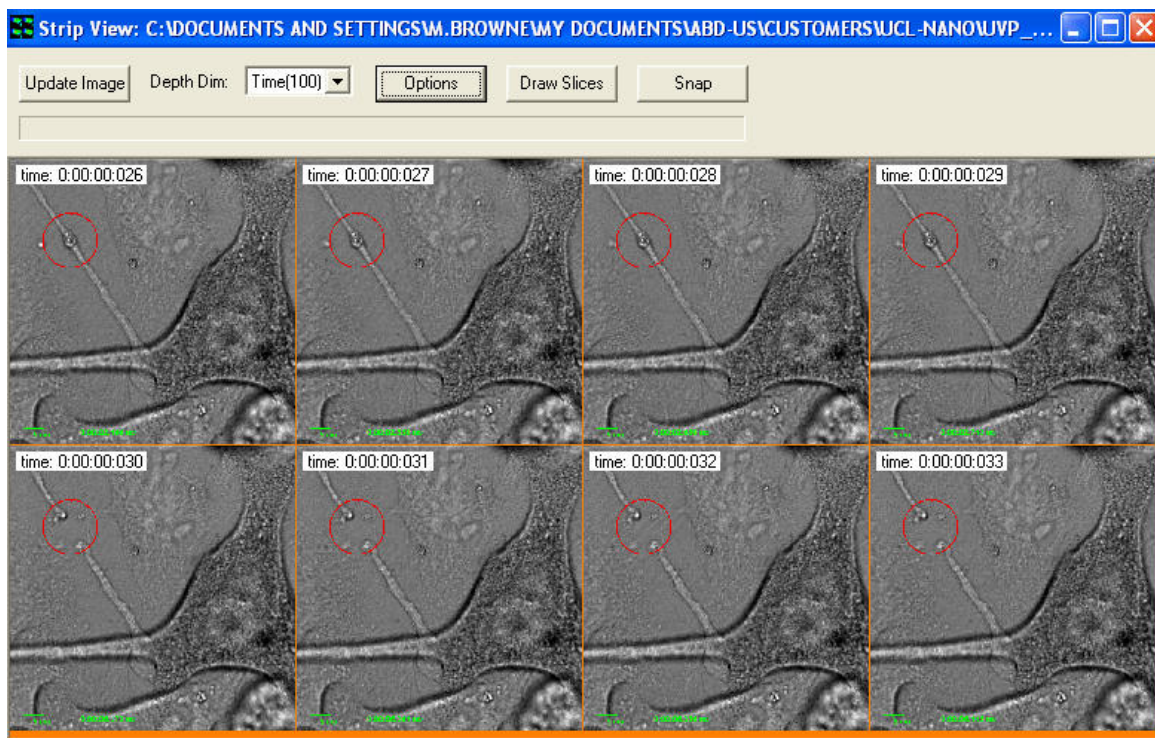 Strip View: C:\DOCUMENTS AND SETTINGS\M.BROWNE\MY DOCUMENTS\ABD-US\CUSTOMERS\UCL-NANO\UVP_...
Update Image Depth Dim: Time(100) Options Draw Slices Snap
time: 0:00:00:026 time: 0:00:00:027 time: 0:00:00:028 time: 0:00:00:029
time: 0:00:00:030 time: 0:00:00:031 time: 0:00:00:032 time: 0:00:00:033